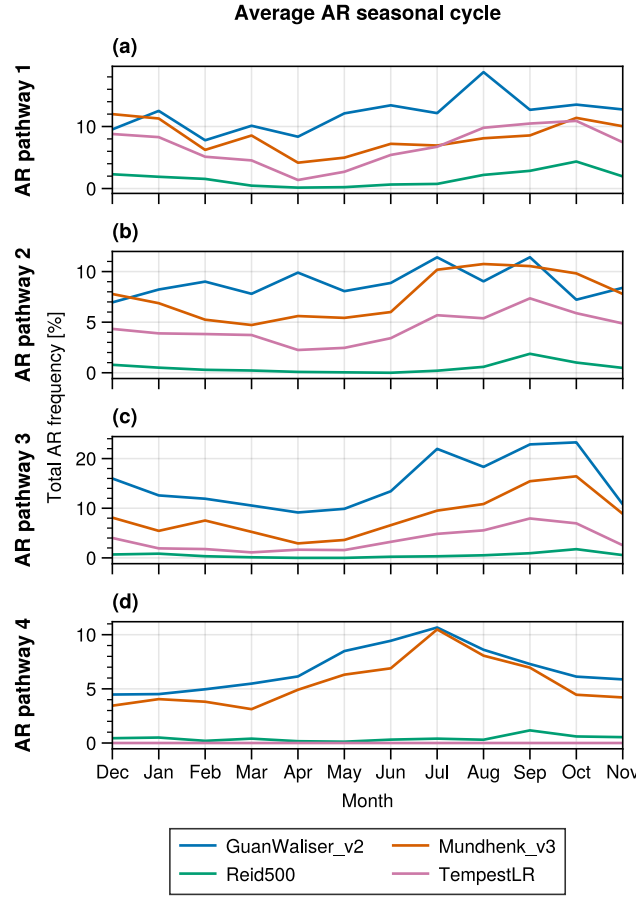 Average AR seasonal cycle
(a)
AR pathway 1
10
0
(b)
AR pathway 2
10
5
0
Total AR frequency [%]
(c)
AR pathway 3
20
10
0
(d)
AR pathway 4
10
5
0
Dec Jan Feb Mar Apr May Jun Jul Aug Sep Oct Nov
Month
GuanWaliser_v2 Mundhenk_v3
Reid500 TempestLR